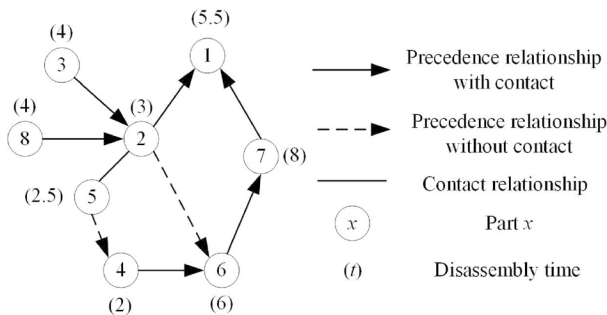 (5.5)
1
(4)
3
(4)
8
(3)
2
5
(2.5)
7
(8)
4
(2)
6
(6)
Precedence relationship
with contact
Precedence relationship
without contact
Contact relationship
x
Part x
(t)
Disassembly time